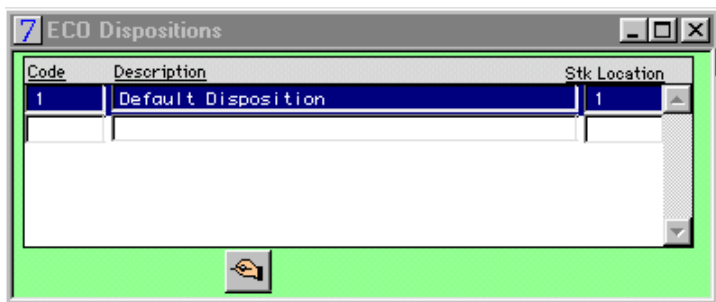 7 ECO Dispositions
Code Description Stk Location
1 Default Disposition 1